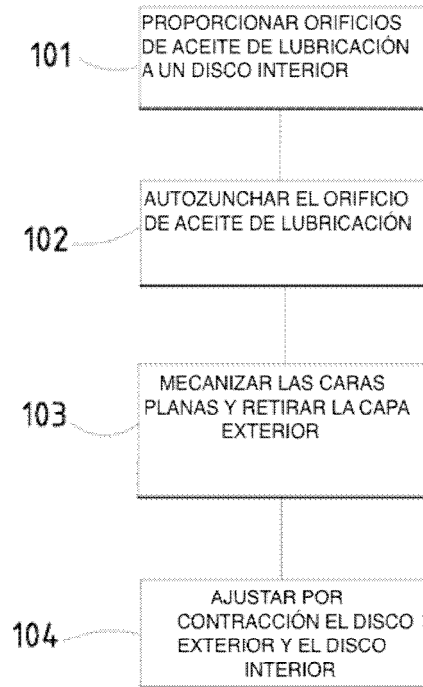 101
PROPORCIONAR ORIFICIOS
DE ACEITE DE LUBRICACIÓN
A UN DISCO INTERIOR
102
AUTOZUNCHAR EL ORIFICIO
DE ACEITE DE LUBRICACIÓN
103
MECANIZAR LAS CARAS
PLANAS Y RETIRAR LA CAPA
EXTERIOR
104
AJUSTAR POR
CONTRACCIÓN EL DISCO
EXTERIOR Y EL DISCO
INTERIOR